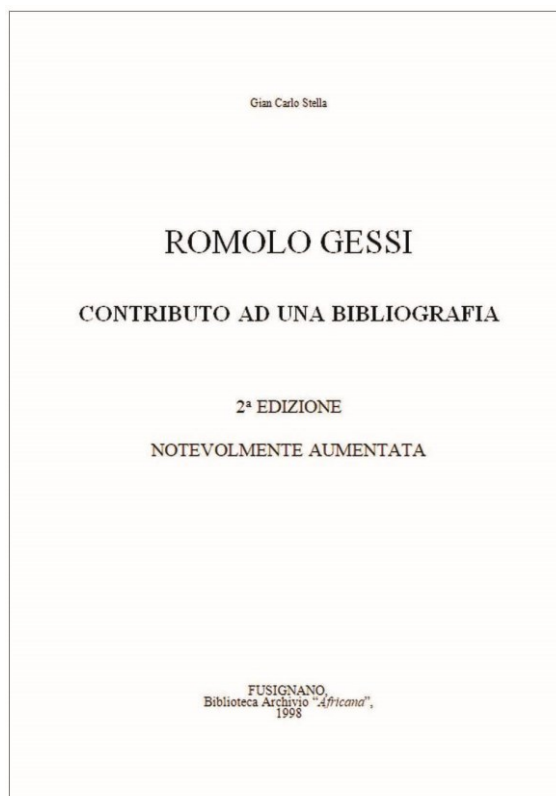 Gian Carlo Stella
ROMOLO GESSI
CONTRIBUTO AD UNA BIBLIOGRAFIA
2ª EDIZIONE
NOTEVOLMENTE AUMENTATA
FUSIGNANO,
Biblioteca Archivio “Africana”,
1998